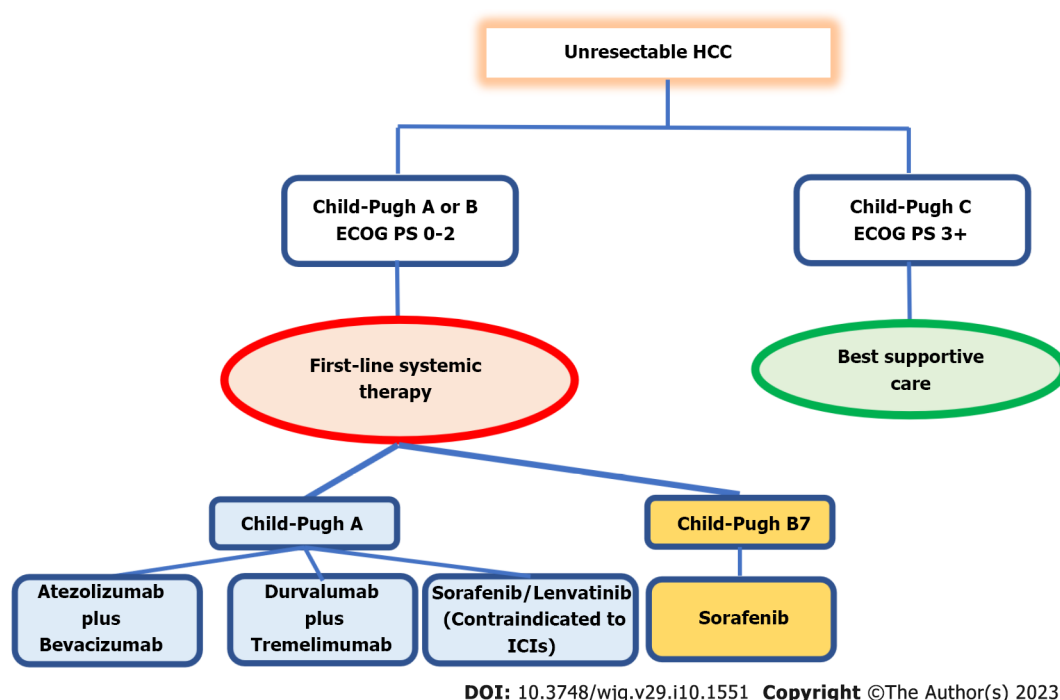 Unresectable HCC
Child-Pugh A or B
ECOG PS 0-2
Child-Pugh C
ECOG PS 3+
First-line systemic
therapy
Best supportive
care
Child-Pugh A
Child-Pugh B7
Atezolizumab
plus
Bevacizumab
Durvalumab
plus
Tremelimumab
Sorafenib/Lenvatinib
(Contraindicated to
ICIs)
Sorafenib
DOI: 10.3748/wjg.v29.i10.1551 Copyright ©The Author(s) 2023